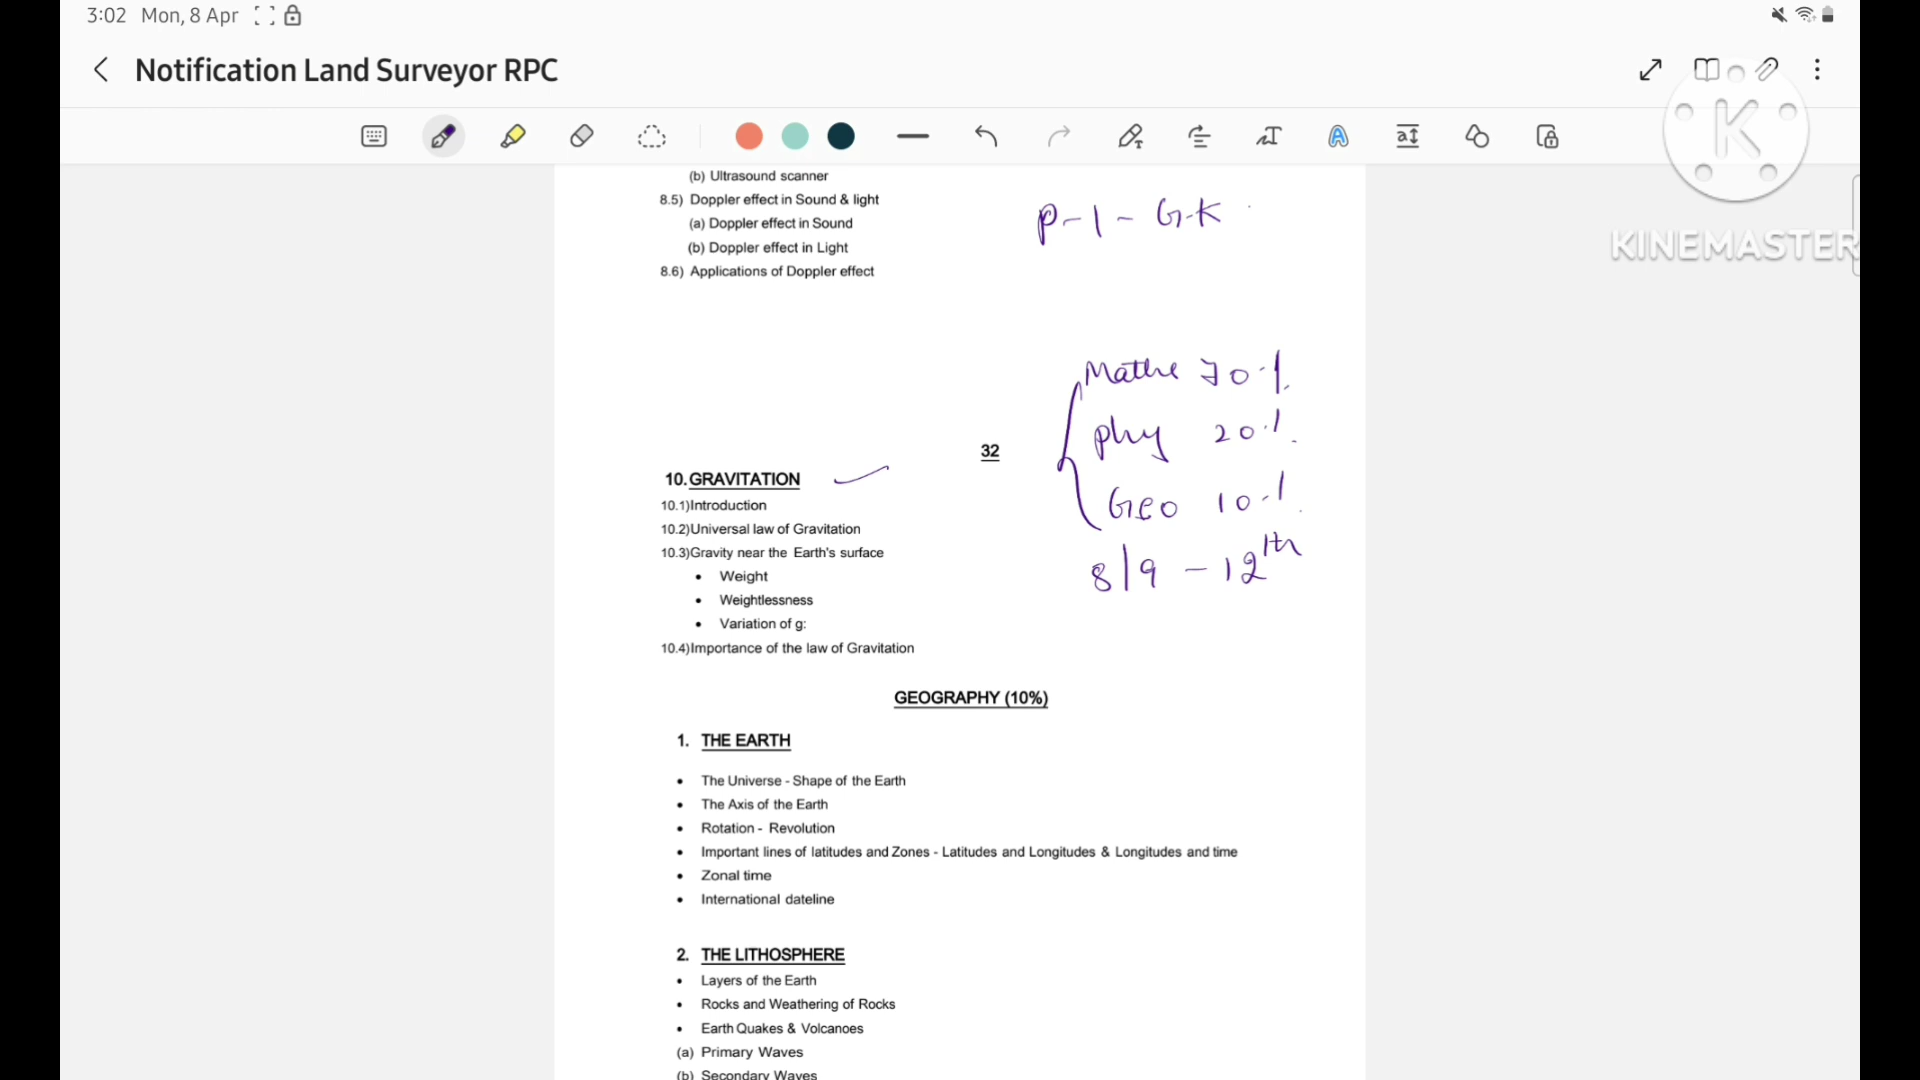 3:02 Mon, 8 Apr
Notification Land Surveyor RPC
K
KINEMASTER
(b) Ultrasound scanner
8.5) Doppler effect in Sound & light
(a) Doppler effect in Sound
(b) Doppler effect in Light
8.6) Applications of Doppler effect
P-1 - G.K
Maths 70%
phy 20%
Geo 10%
8/9 - 12th
32
10. GRAVITATION
10.1)Introduction
10.2)Universal law of Gravitation
10.3)Gravity near the Earth's surface
• Weight
• Weightlessness
• Variation of g:
10.4)Importance of the law of Gravitation
GEOGRAPHY (10%)
1. THE EARTH
• The Universe - Shape of the Earth
• The Axis of the Earth
• Rotation - Revolution
• Important lines of latitudes and Zones - Latitudes and Longitudes & Longitudes and time
• Zonal time
• International dateline
2. THE LITHOSPHERE
• Layers of the Earth
• Rocks and Weathering of Rocks
• Earth Quakes & Volcanoes
(a) Primary Waves
(b) Secondary Waves